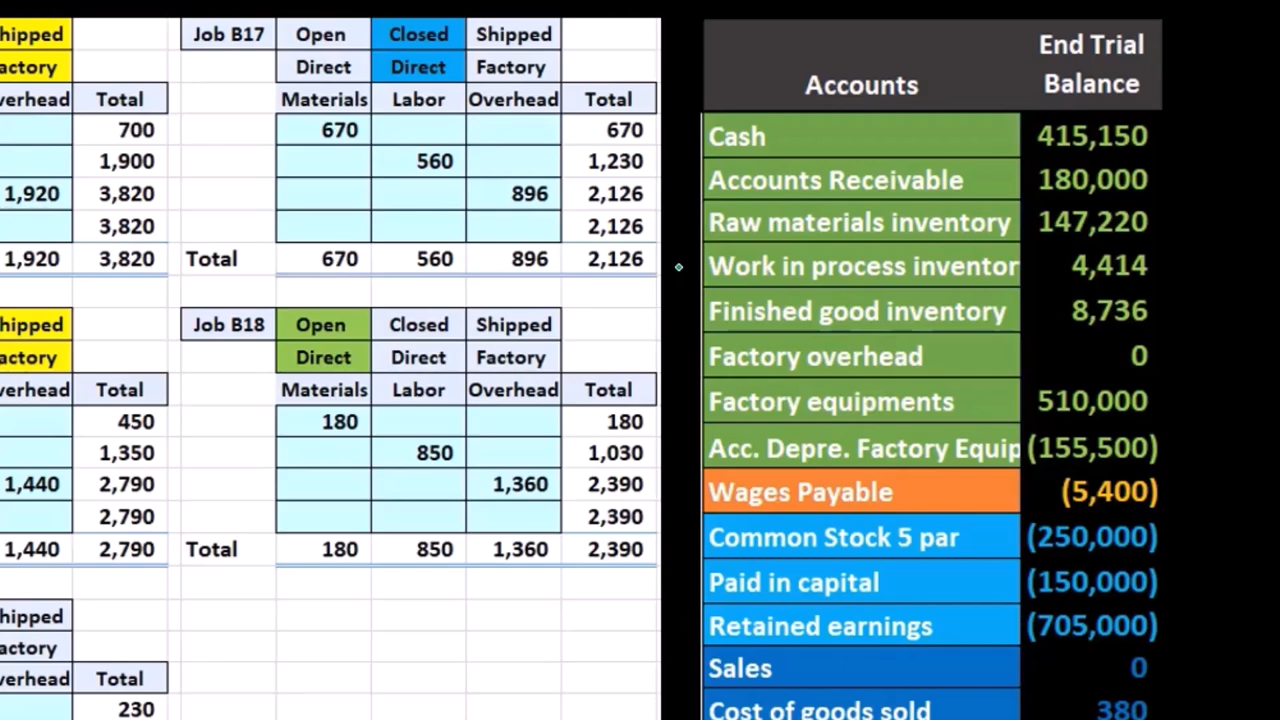 hipped Job B17 Open Closed Shipped
actory Direct Direct Factory
verhead Total Materials Labor Overhead Total
700 670 670
1,900 560 1,230
1,920 3,820 896 2,126
3,820 2,126
1,920 3,820 Total 670 560 896 2,126
hipped Job B18 Open Closed Shipped
actory Direct Direct Factory
verhead Total Materials Labor Overhead Total
450 180 180
1,350 850 1,030
1,440 2,790 1,360 2,390
2,790 2,390
1,440 2,790 Total 180 850 1,360 2,390
hipped
actory
verhead Total
230
End Trial
Accounts Balance
Cash 415,150
Accounts Receivable 180,000
Raw materials inventory 147,220
Work in process inventor 4,414
Finished good inventory 8,736
Factory overhead 0
Factory equipments 510,000
Acc. Depre. Factory Equip (155,500)
Wages Payable (5,400)
Common Stock 5 par (250,000)
Paid in capital (150,000)
Retained earnings (705,000)
Sales 0
Cost of goods sold 380